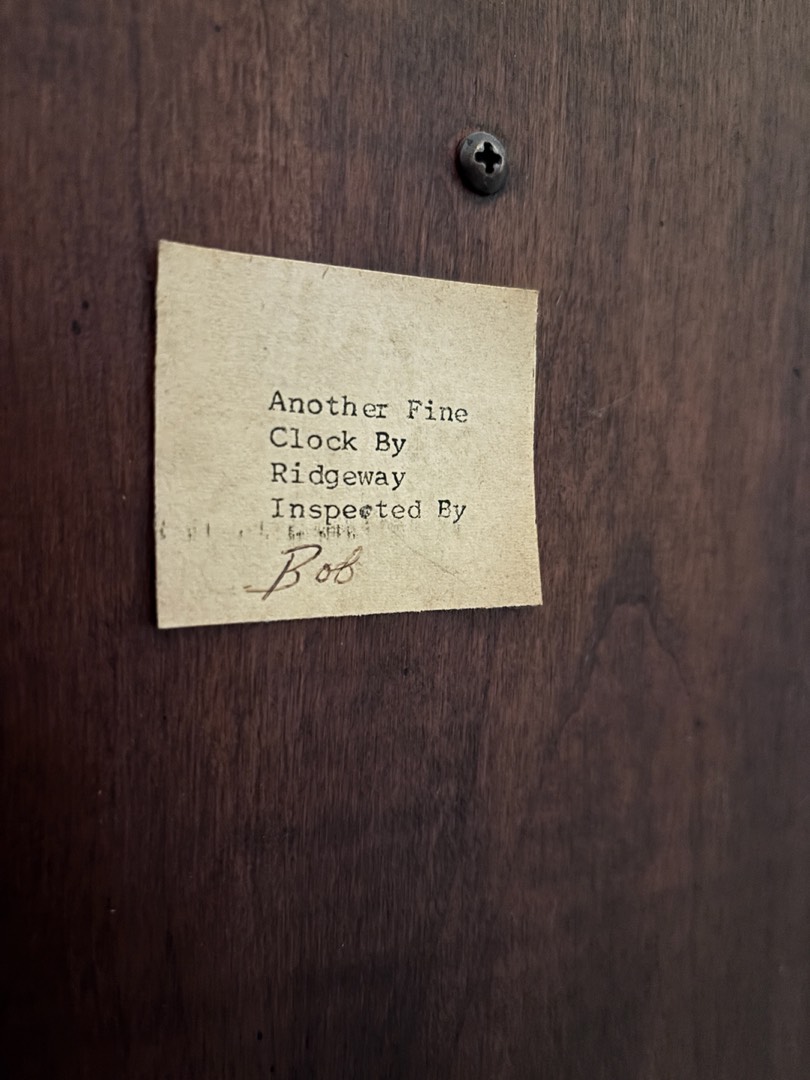 Another Fine
Clock By
Ridgeway
Inspected By
Bob